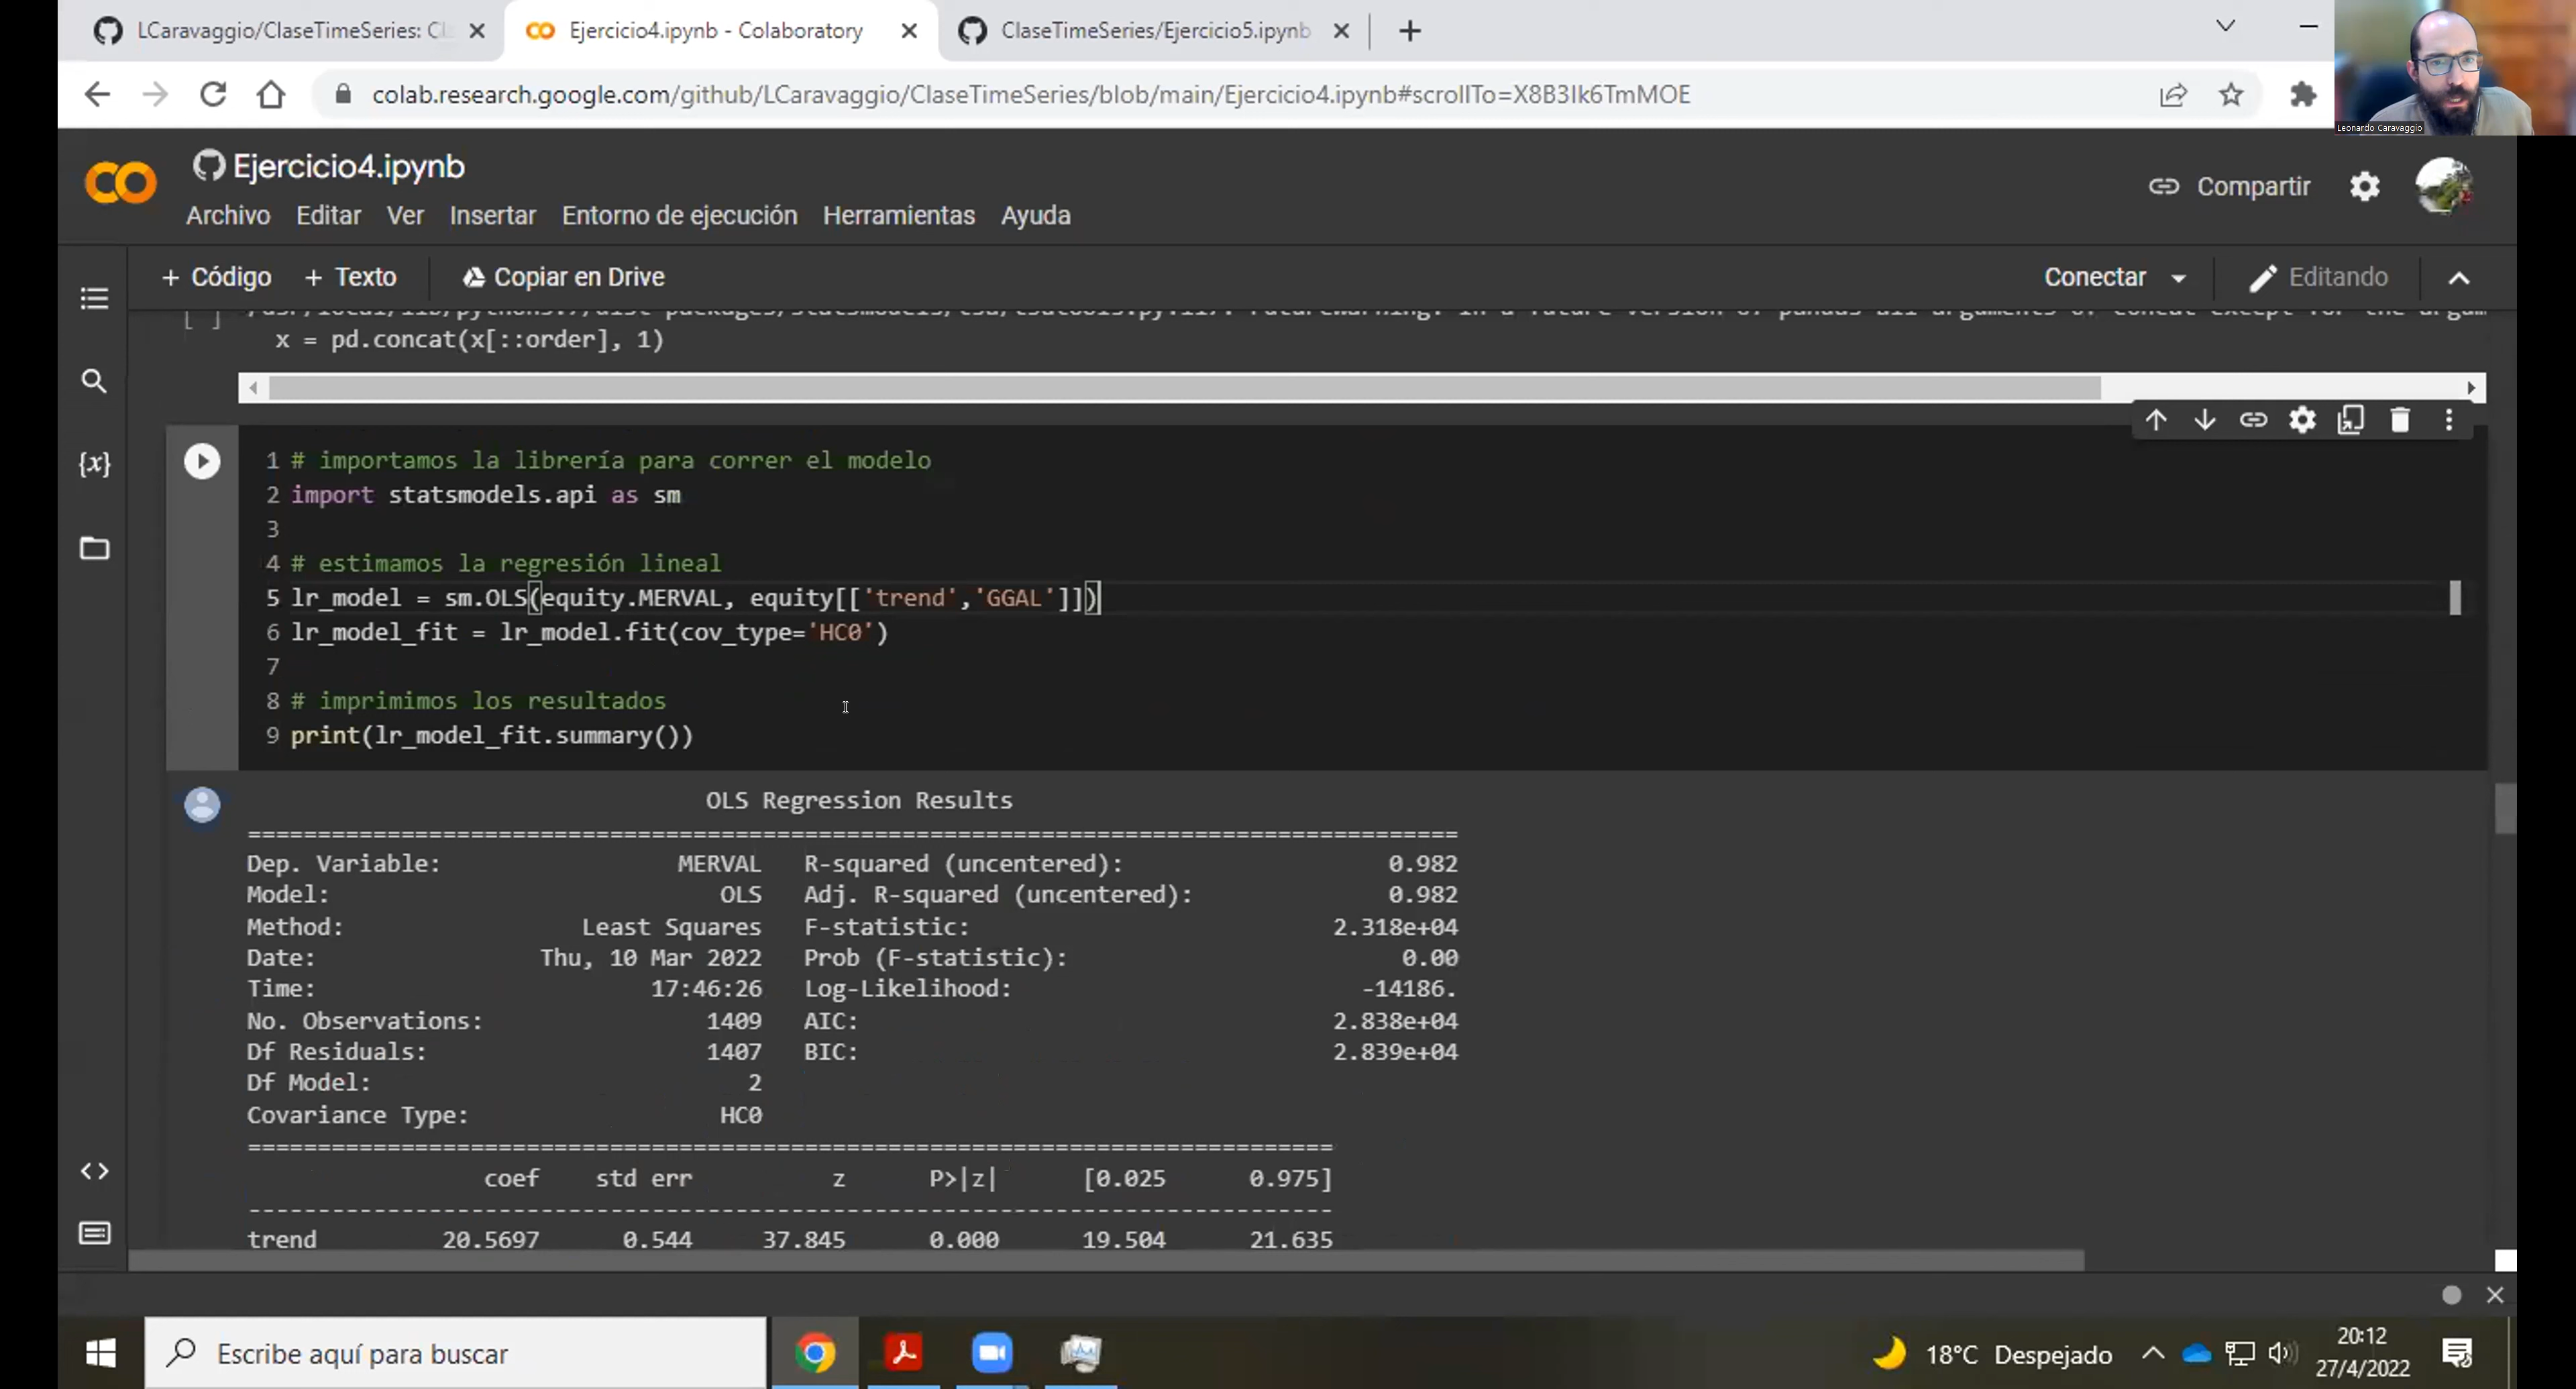 LCaravaggio/ClaseTimeSeries: Cl
Ejercicio4.ipynb - Colaboratory
ClaseTimeSeries/Ejercicio5.ipynb
colab.research.google.com/github/LCaravaggio/ClaseTimeSeries/blob/main/Ejercicio4.ipynb#scrollTo=X8B3Ik6TmMOE
Leonardo Caravaggio
Ejercicio4.ipynb
Archivo Editar Ver Insertar Entorno de ejecución Herramientas Ayuda
Compartir
+ Código + Texto Copiar en Drive
Conectar Editando
x = pd.concat(x[::order], 1)
1 # importamos la librería para correr el modelo
2 import statsmodels.api as sm
3
4 # estimamos la regresión lineal
5 lr_model = sm.OLS(equity.MERVAL, equity[['trend','GGAL']])
6 lr_model_fit = lr_model.fit(cov_type='HC0')
7
8 # imprimimos los resultados
9 print(lr_model_fit.summary())
OLS Regression Results
Dep. Variable: MERVAL R-squared (uncentered): 0.982
Model: OLS Adj. R-squared (uncentered): 0.982
Method: Least Squares F-statistic: 2.318e+04
Date: Thu, 10 Mar 2022 Prob (F-statistic): 0.00
Time: 17:46:26 Log-Likelihood: -14186.
No. Observations: 1409 AIC: 2.838e+04
Df Residuals: 1407 BIC: 2.839e+04
Df Model: 2
Covariance Type: HC0
coef std err z P>|z| [0.025 0.975]
trend 20.5697 0.544 37.845 0.000 19.504 21.635
Escribe aquí para buscar
18°C Despejado
20:12
27/4/2022